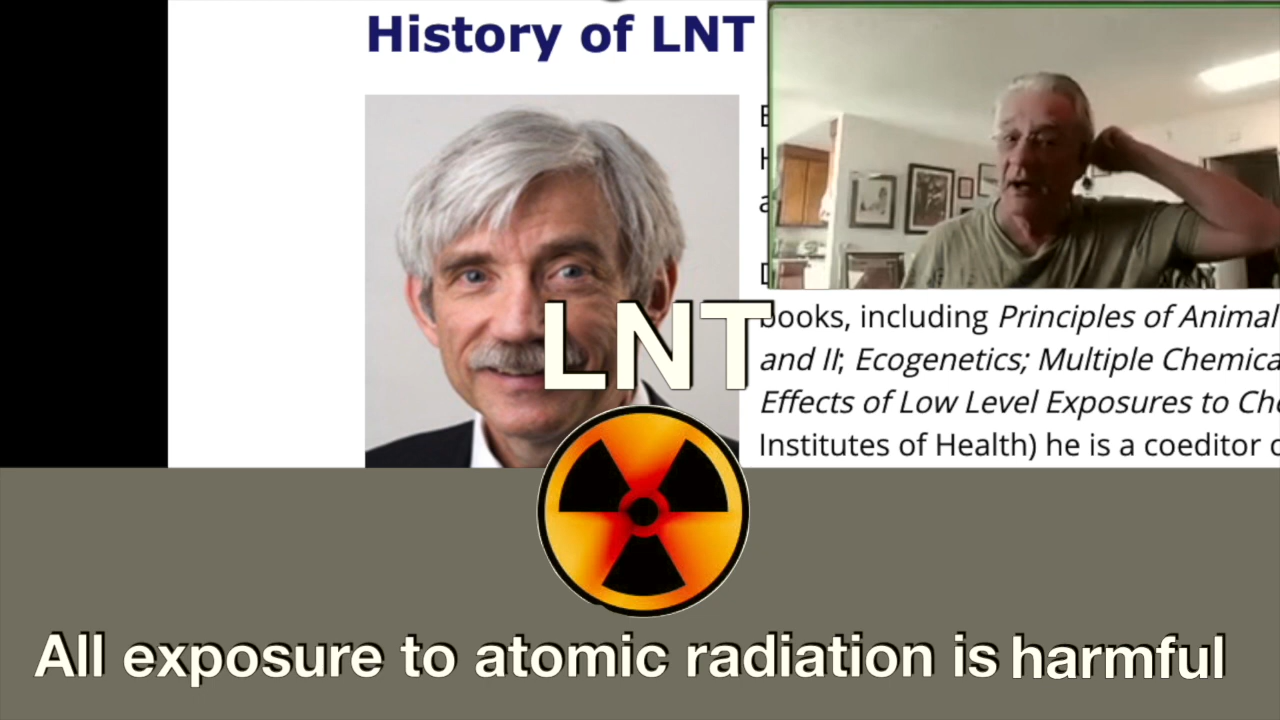 History of LNT
E
H
a
D
books, including Principles of Animal
and II; Ecogenetics; Multiple Chemica
Effects of Low Level Exposures to Che
Institutes of Health) he is a coeditor o
LNT
All exposure to atomic radiation is harmful